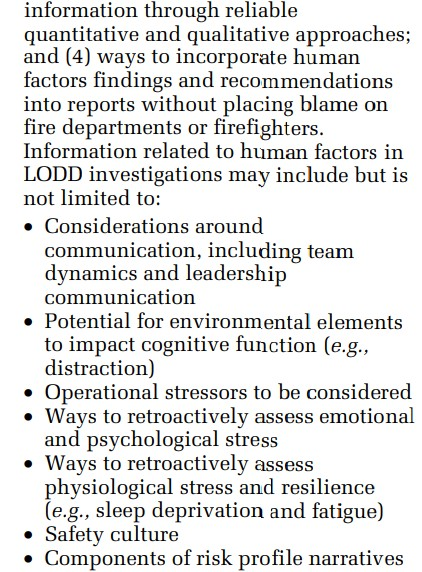 information through reliable
quantitative and qualitative approaches;
and (4) ways to incorporate human
factors findings and recommendations
into reports without placing blame on
fire departments or firefighters.
Information related to human factors in
LODD investigations may include but is
not limited to:
• Considerations around
communication, including team
dynamics and leadership
communication
• Potential for environmental elements
to impact cognitive function (e.g.,
distraction)
• Operational stressors to be considered
• Ways to retroactively assess emotional
and psychological stress
• Ways to retroactively assess
physiological stress and resilience
(e.g., sleep deprivation and fatigue)
• Safety culture
• Components of risk profile narratives